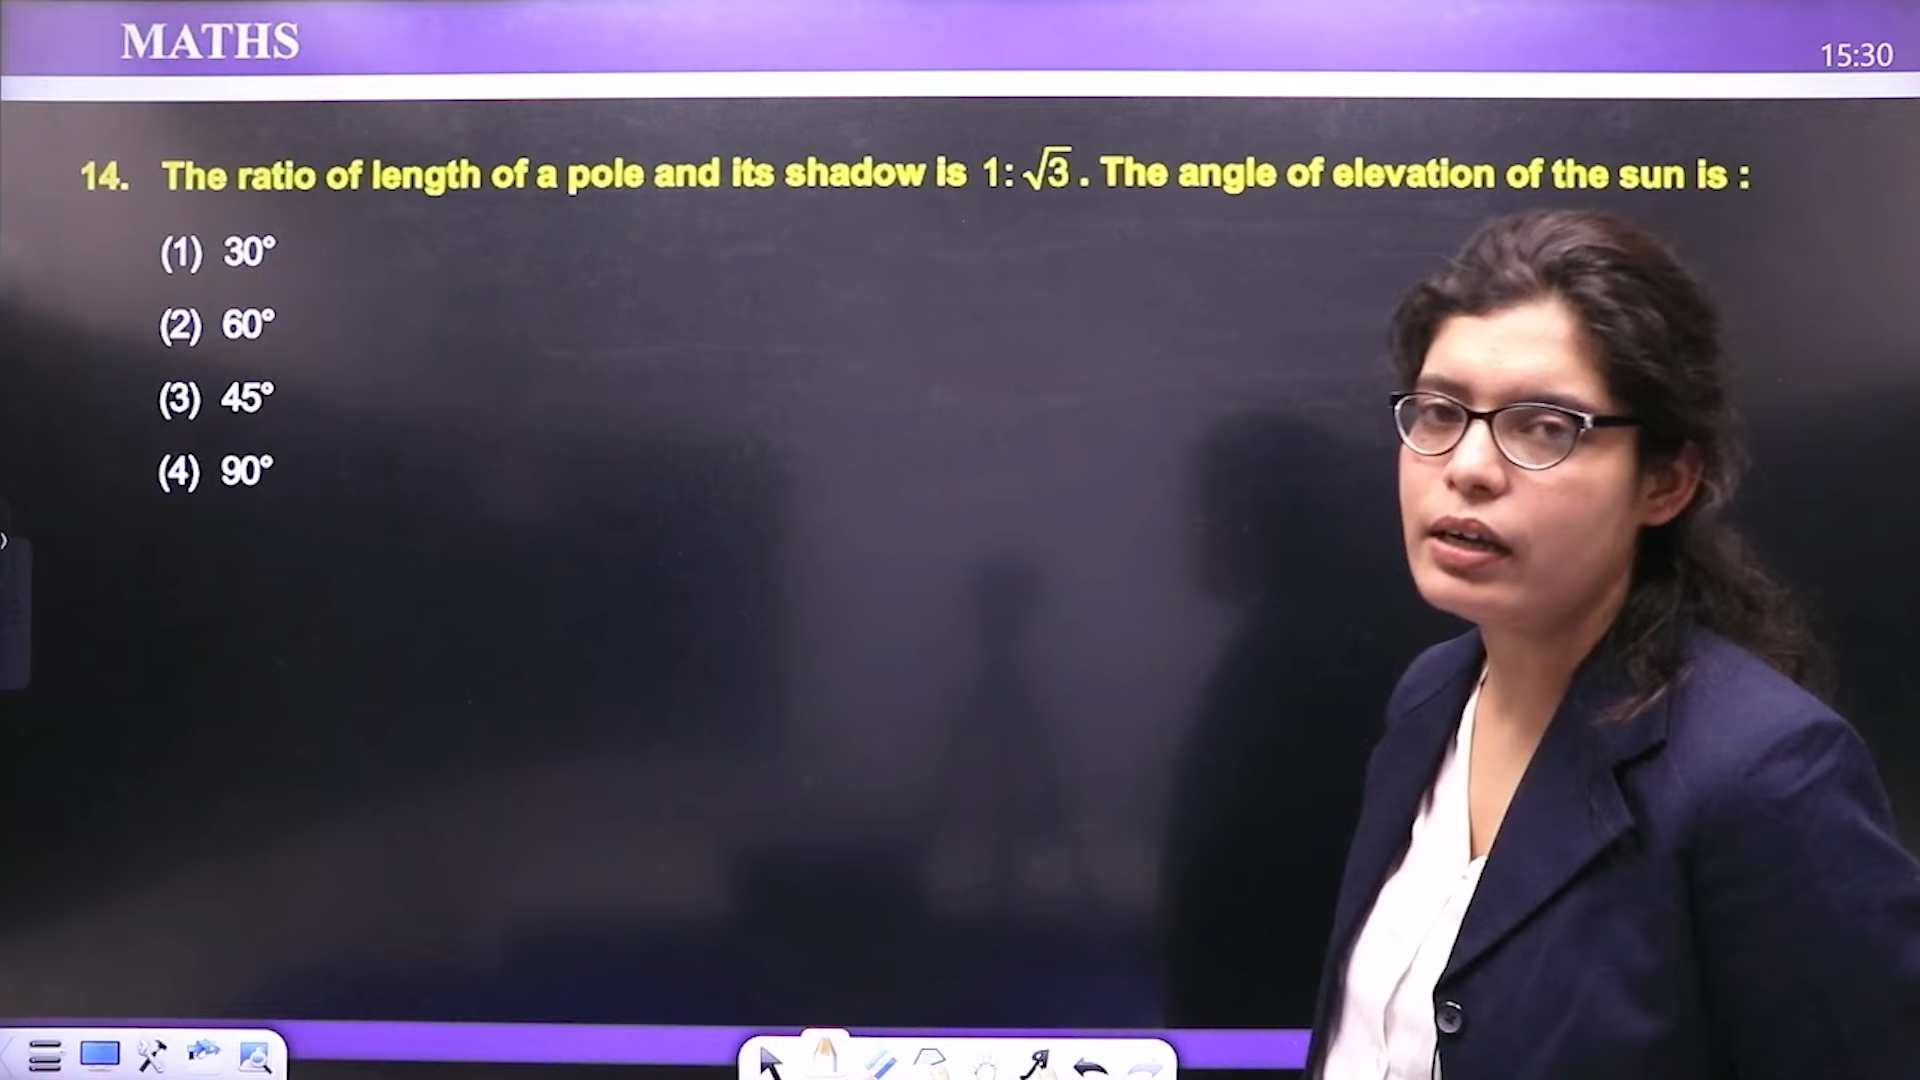 MATHS
15:30
14. The ratio of length of a pole and its shadow is 1:√3. The angle of elevation of the sun is :
(1) 30°
(2) 60°
(3) 45°
(4) 90°